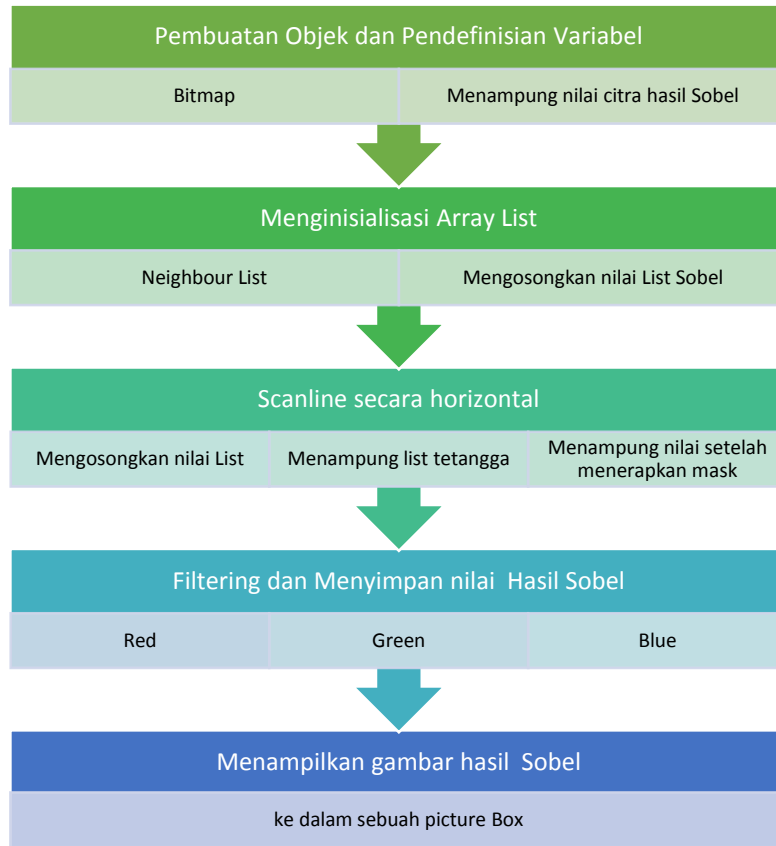 Pembuatan Objek dan Pendefinisian Variabel
Bitmap
Menampung nilai citra hasil Sobel
Menginisialisasi Array List
Neighbour List
Mengosongkan nilai List Sobel
Scanline secara horizontal
Mengosongkan nilai List
Menampung list tetangga
Menampung nilai setelah
menerapkan mask
Filtering dan Menyimpan nilai Hasil Sobel
Red
Green
Blue
Menampilkan gambar hasil Sobel
ke dalam sebuah picture Box